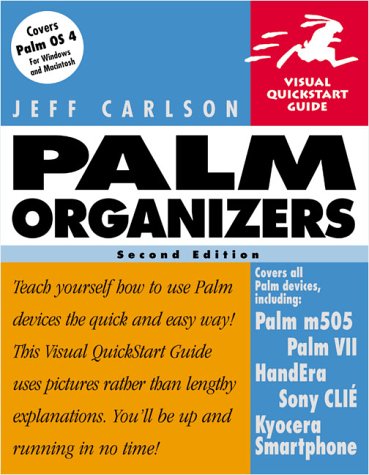 Covers
Palm OS 4
For Windows
and Macintosh
VISUAL
QUICKSTART
GUIDE
JEFF CARLSON
PALM
ORGANIZERS
Second Edition
Teach yourself how to use Palm
devices the quick and easy way!
This Visual QuickStart Guide
uses pictures rather than lengthy
explanations. You'll be up and
running in no time!
Covers all
Palm devices,
including:
Palm m505
Palm VII
HandEra
Sony CLIÉ
Kyocera
Smartphone